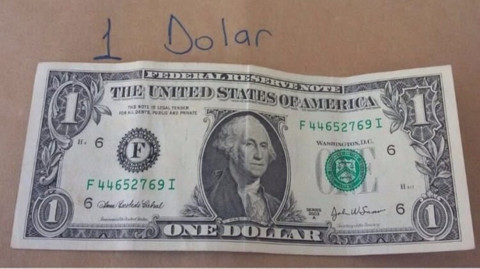 1 Dolar
FEDERAL RESERVE NOTE
THE UNITED STATES OF AMERICA
THIS NOTE IS LEGAL TENDER
FOR ALL DEBTS, PUBLIC AND PRIVATE
F 44652769 I
WASHINGTON, D.C.
6
6
F
F 44652769 I
6
6
SERIES
ONE DOLLAR
1
1
1
1